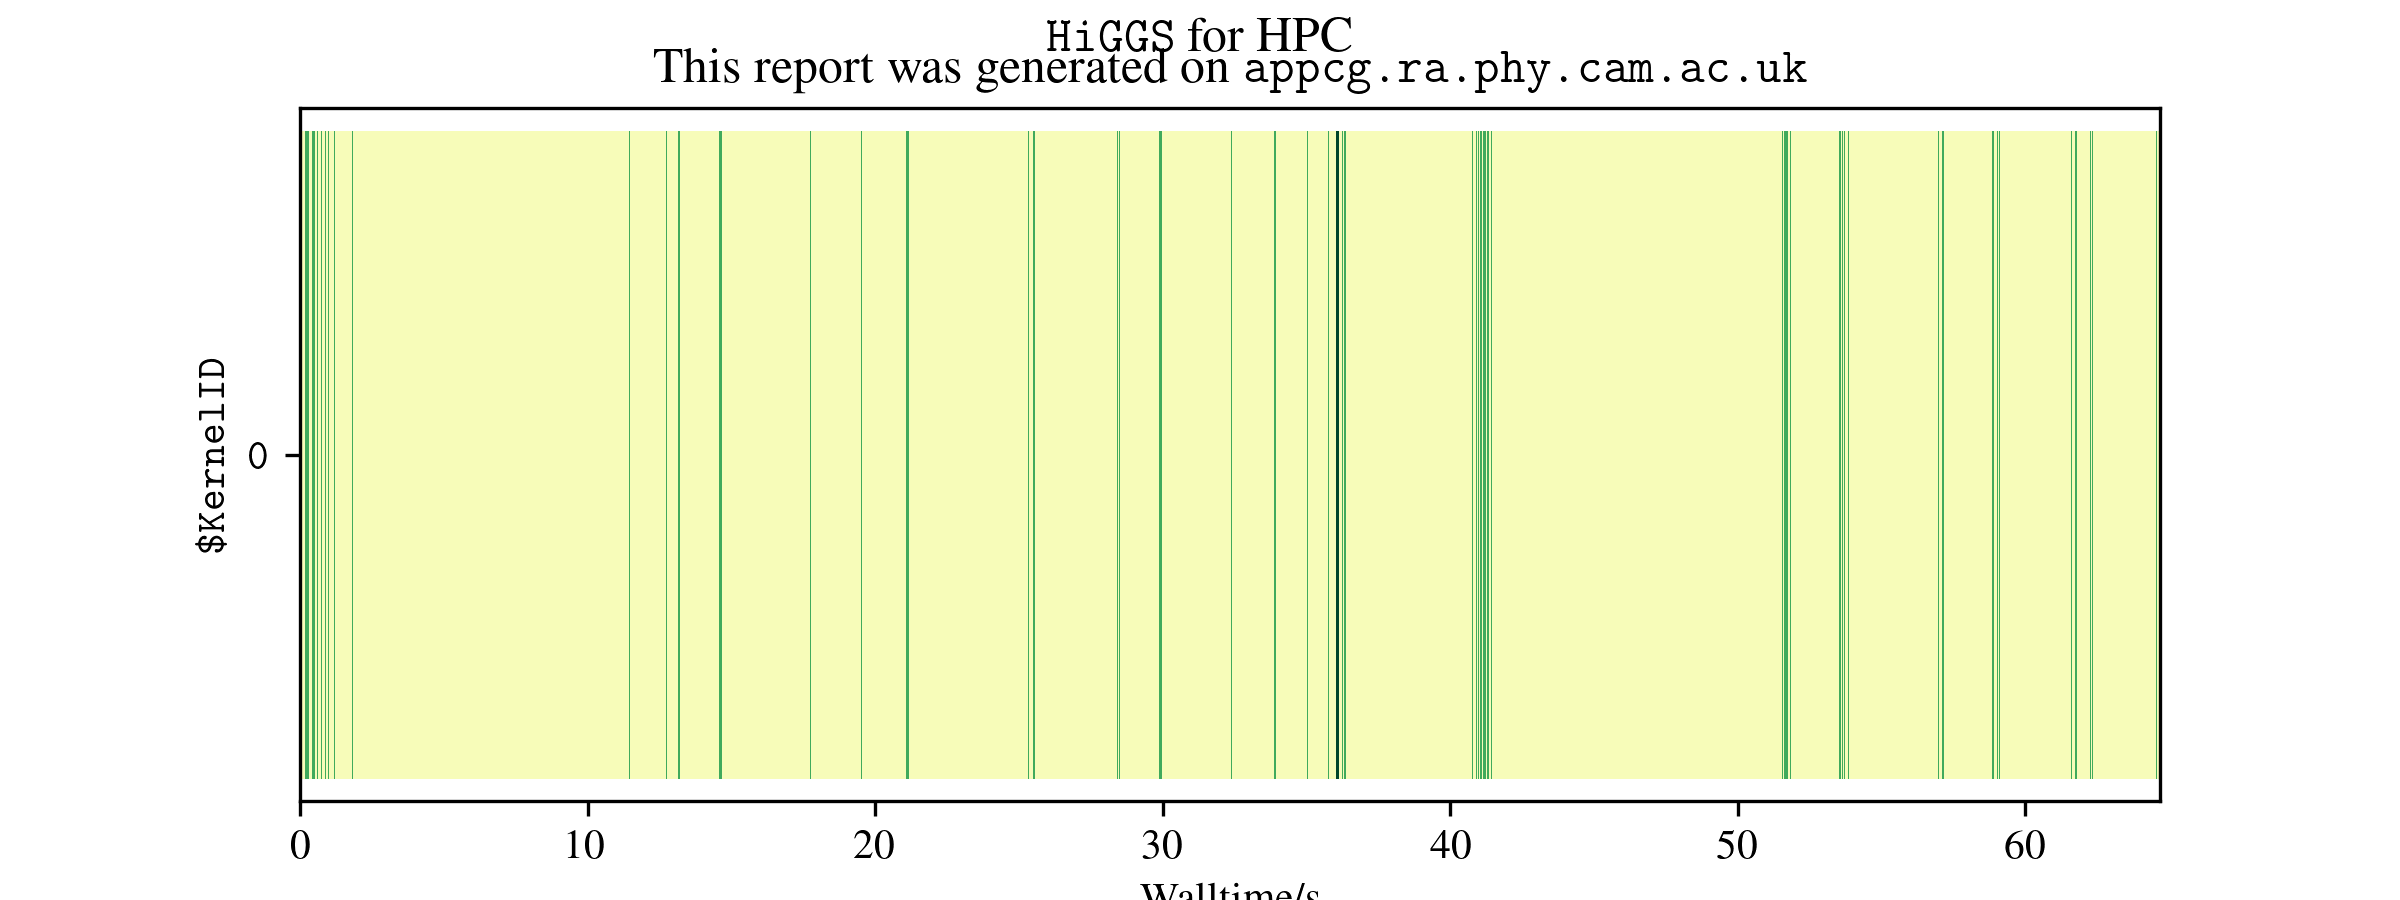 HiGGS for HPC
This report was generated on appcg.ra.phy.cam.ac.uk
$KernelID
0
0 10 20 30 40 50 60
Walltime/s